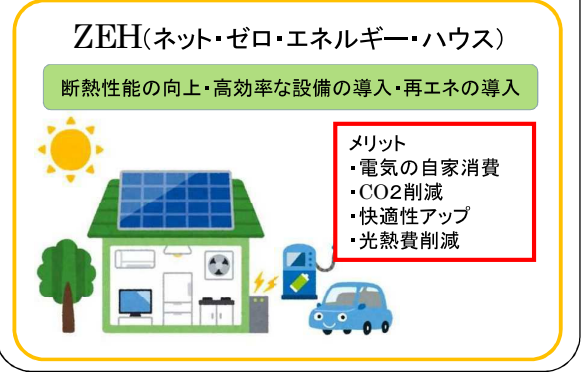 ZEH(ネット・ゼロ・エネルギー・ハウス)
断熱性能の向上・高効率な設備の導入・再エネの導入
メリット
・電気の自家消費
・CO2削減
・快適性アップ
・光熱費削減